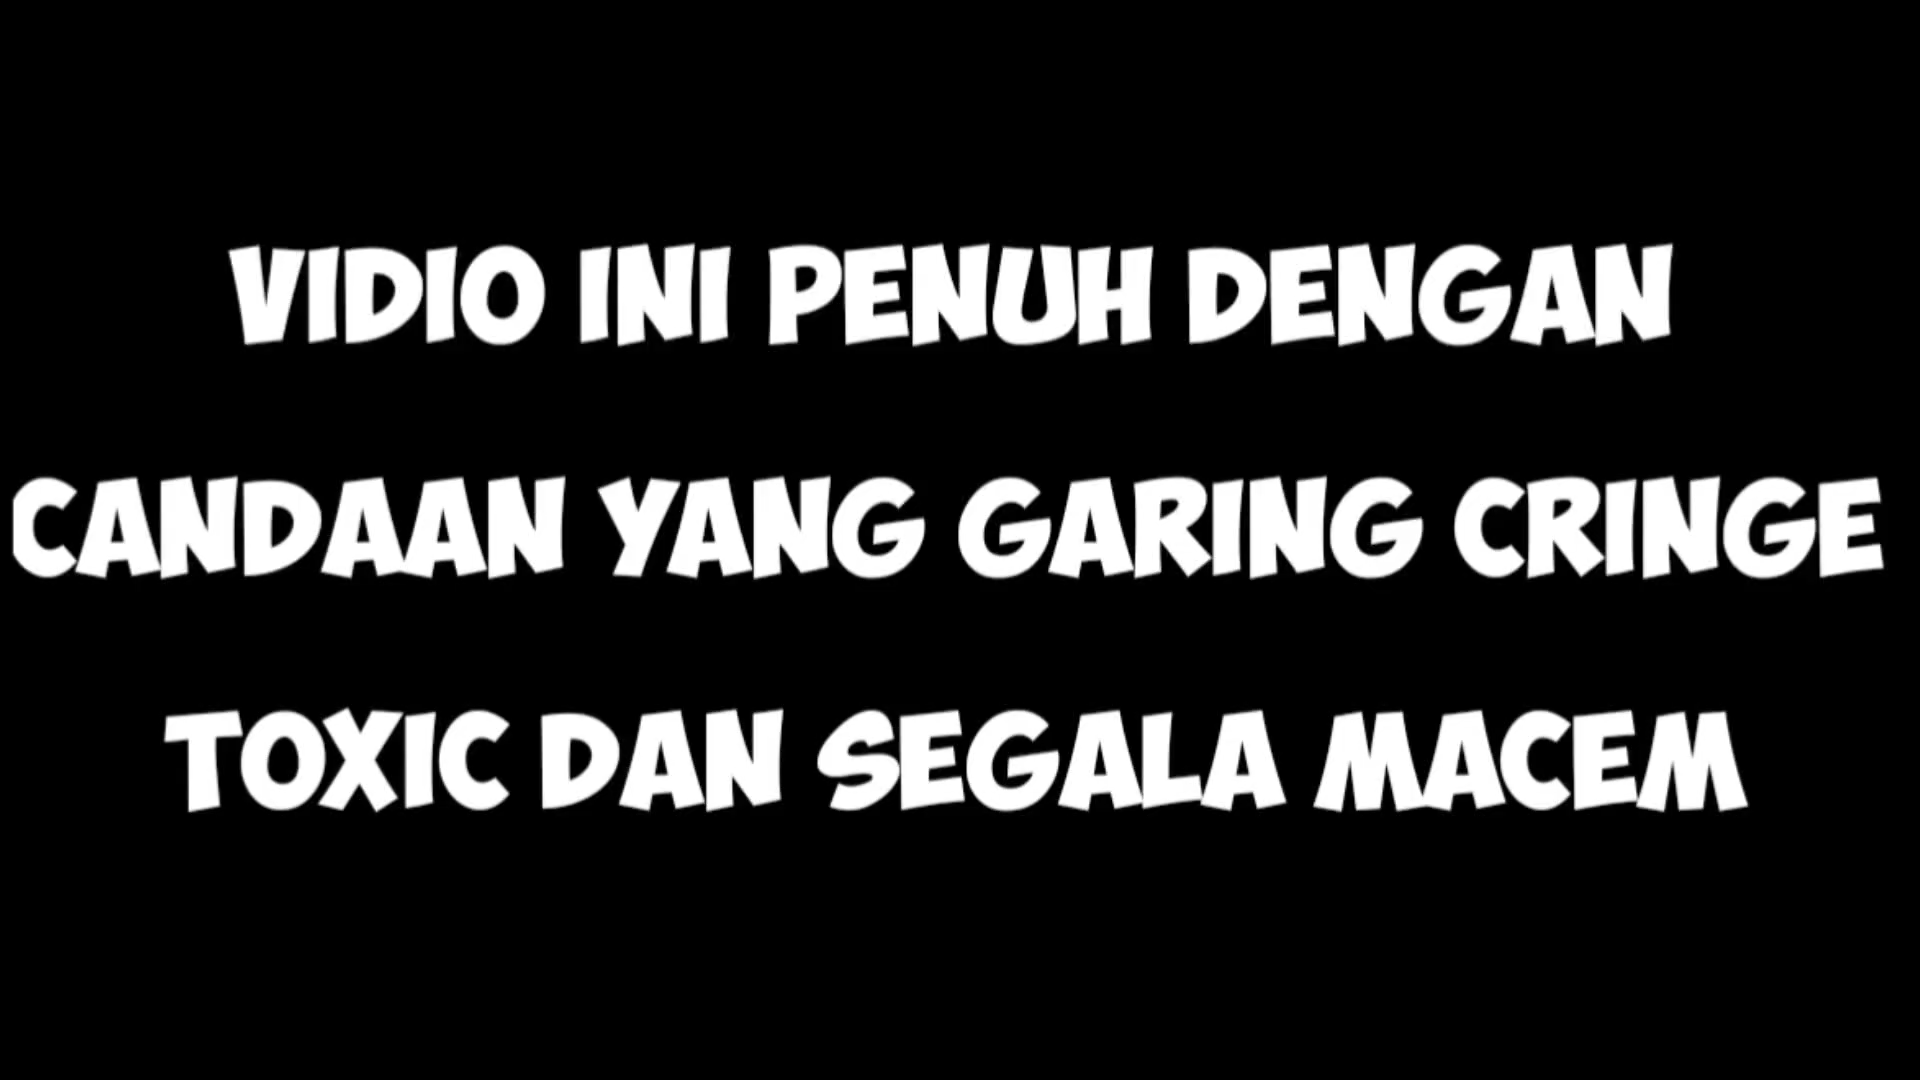 VIDIO INI PENUH DENGAN
CANDAAN YANG GARING CRINGE
TOXIC DAN SEGALA MACEM